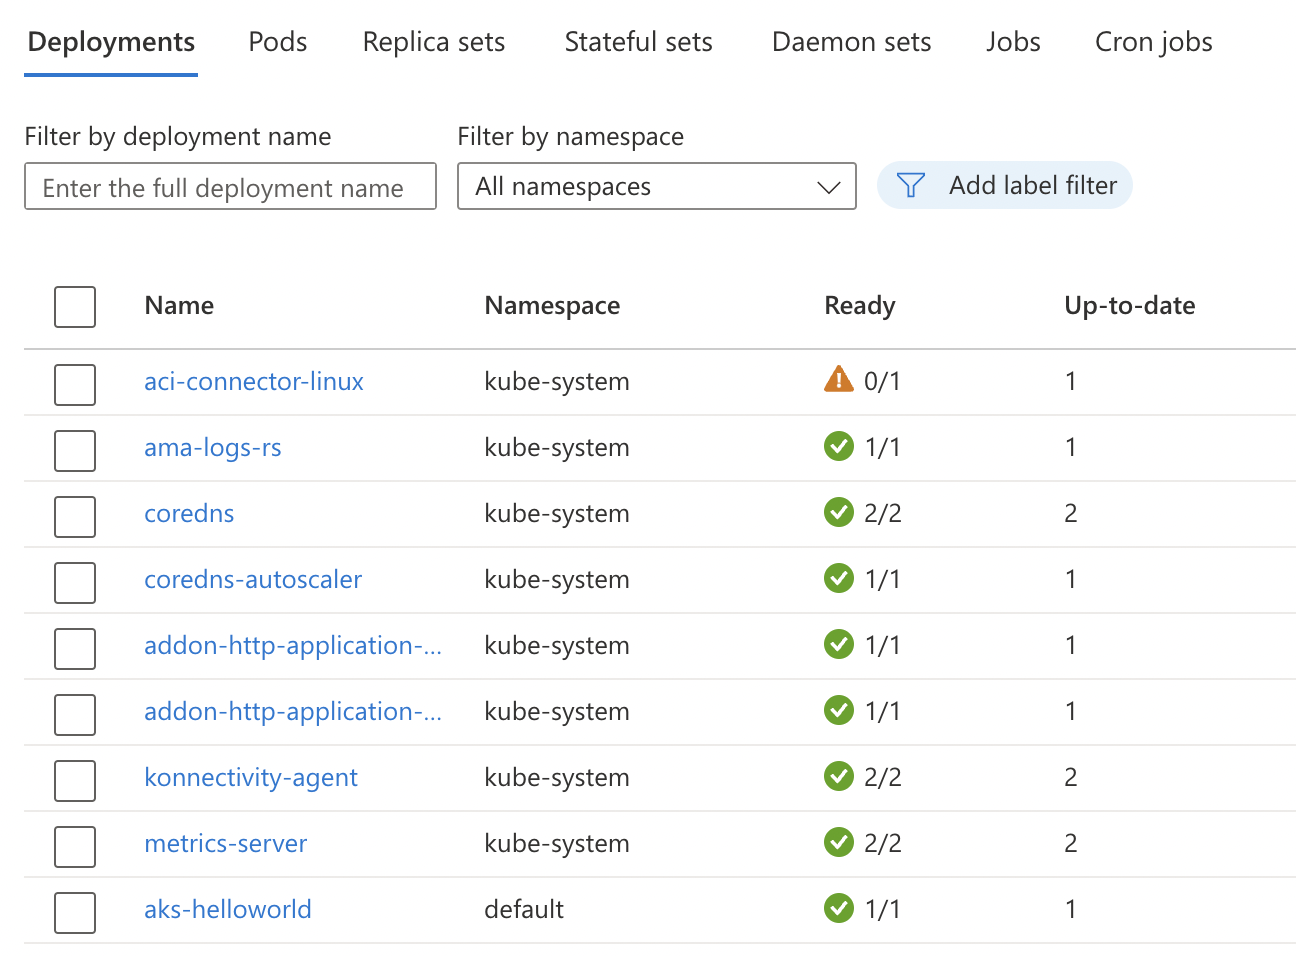 Deployments Pods Replica sets Stateful sets Daemon sets Jobs Cron jobs
Filter by deployment name Filter by namespace
Enter the full deployment name All namespaces Add label filter
Name Namespace Ready Up-to-date
aci-connector-linux kube-system 0/1 1
ama-logs-rs kube-system 1/1 1
coredns kube-system 2/2 2
coredns-autoscaler kube-system 1/1 1
addon-http-application-... kube-system 1/1 1
addon-http-application-... kube-system 1/1 1
konnectivity-agent kube-system 2/2 2
metrics-server kube-system 2/2 2
aks-helloworld default 1/1 1